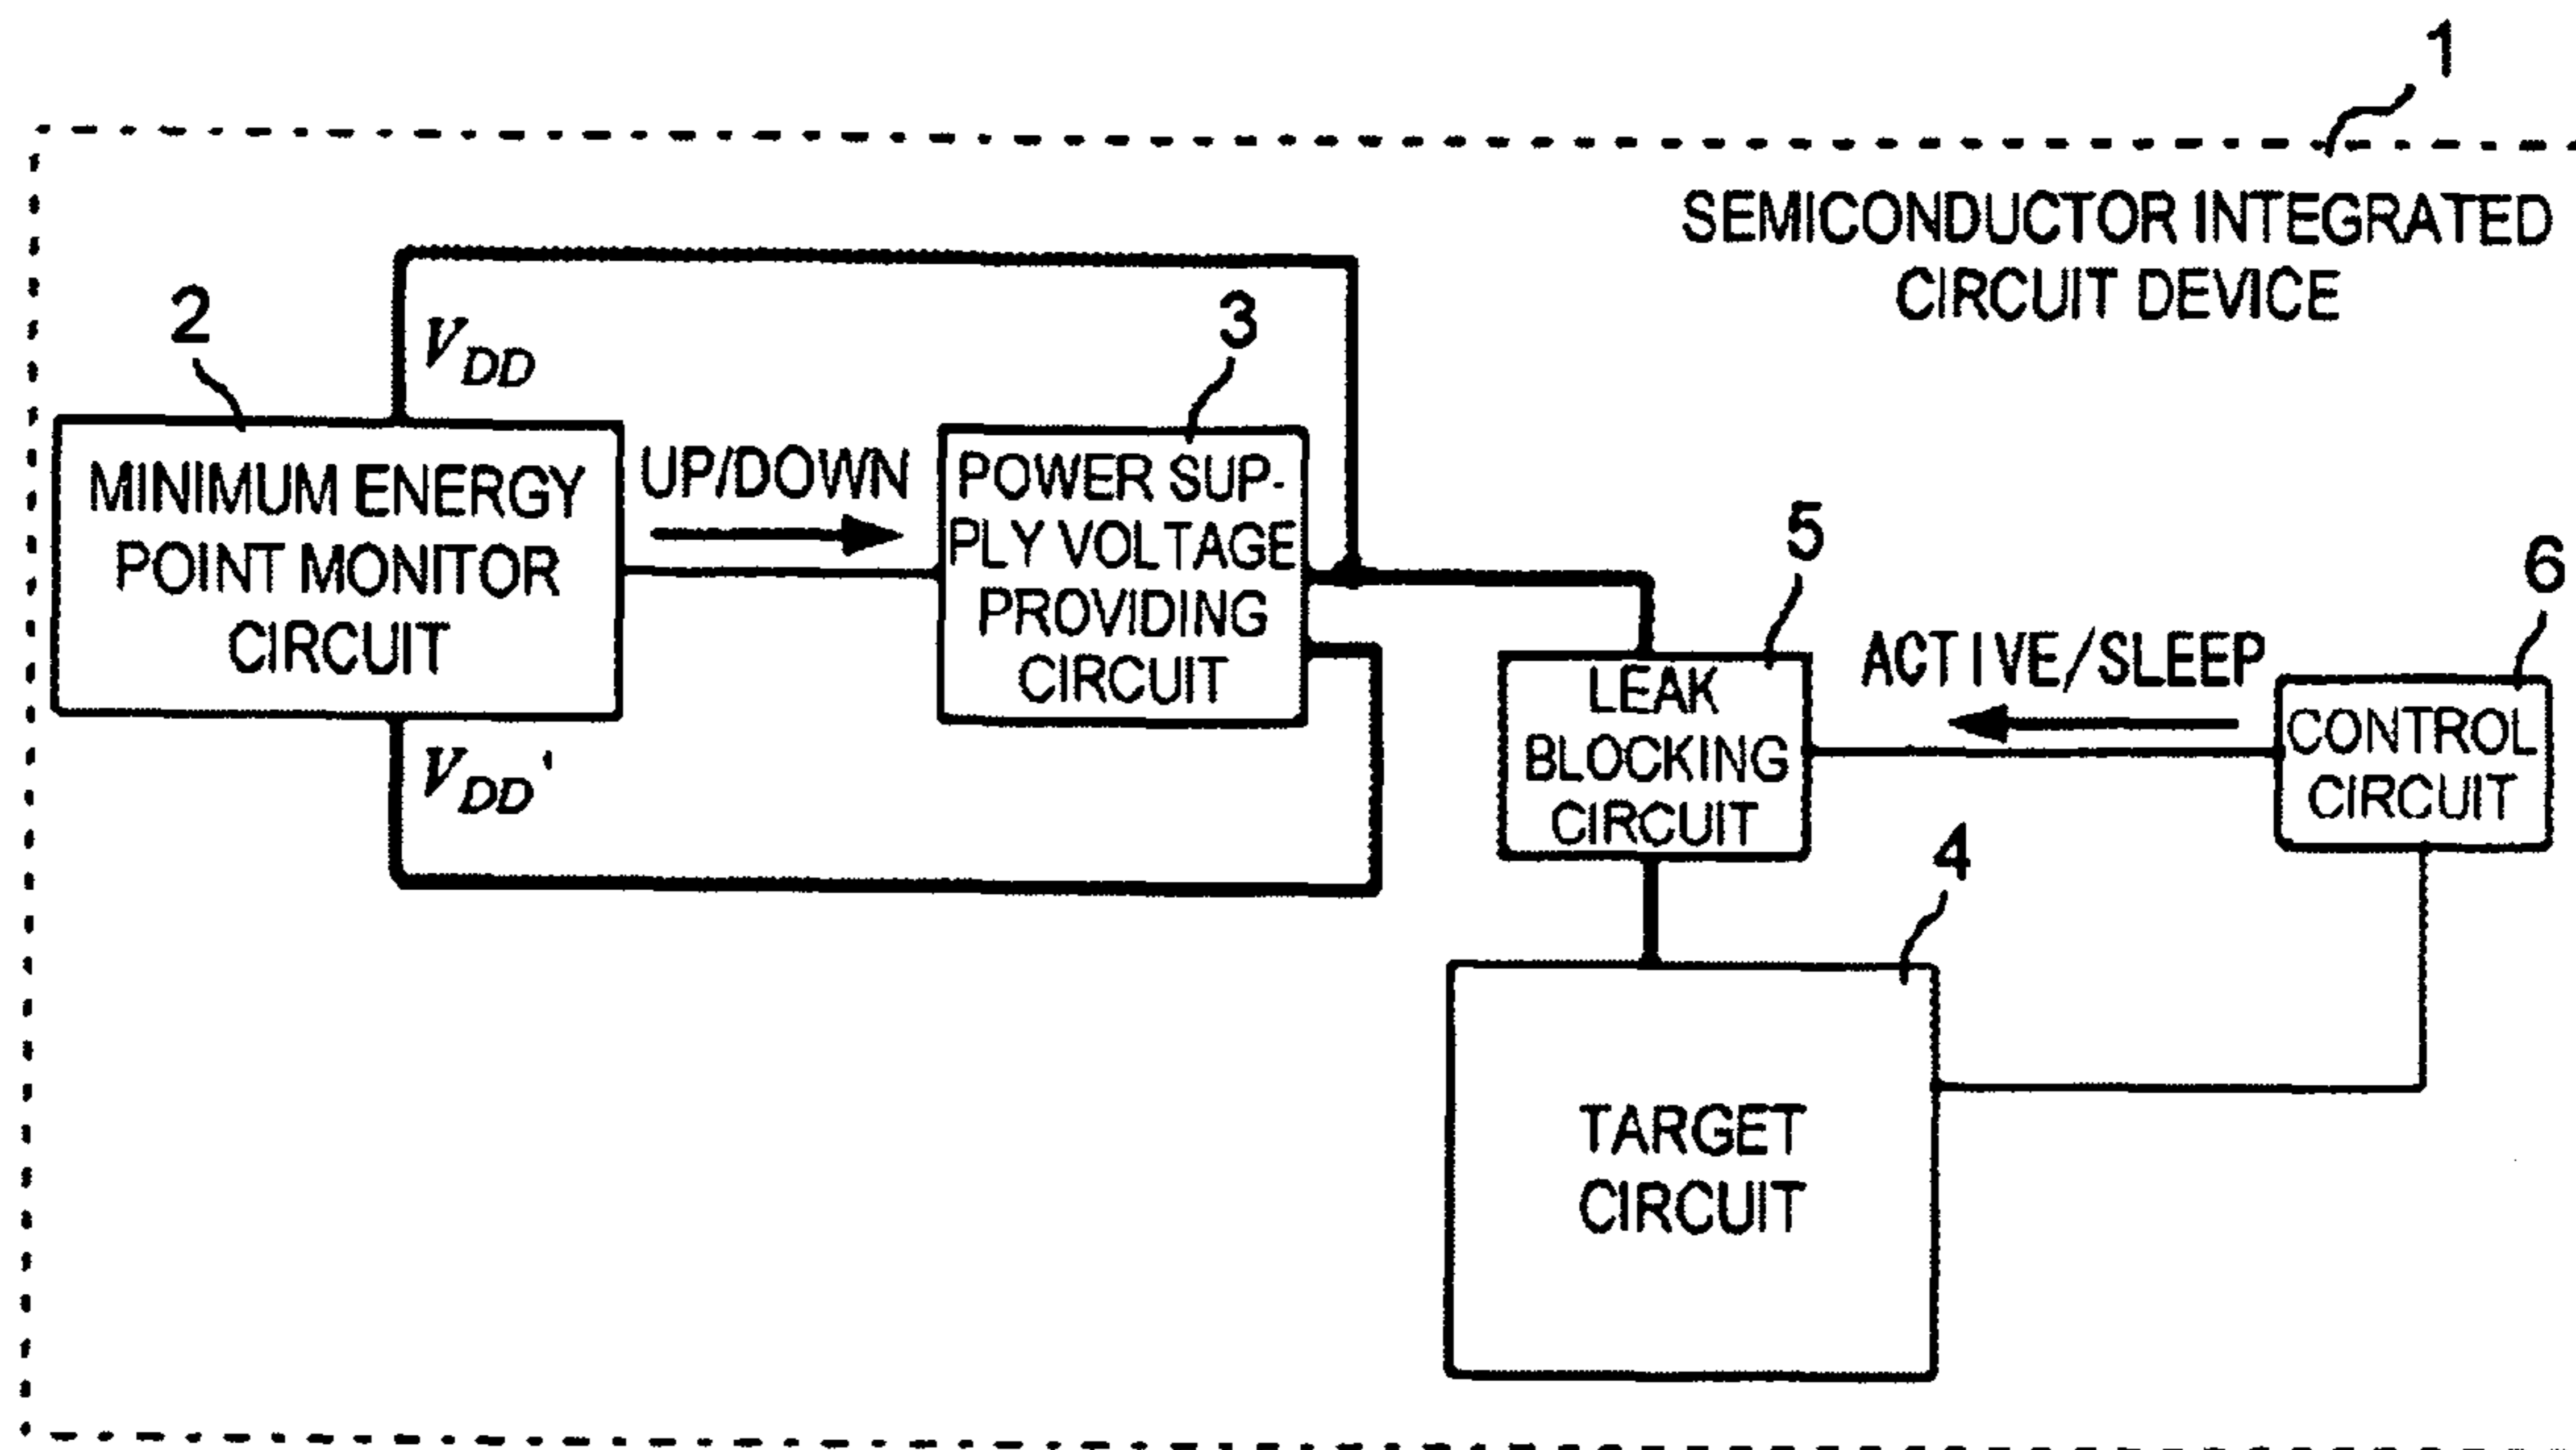 1
SEMICONDUCTOR INTEGRATED
CIRCUIT DEVICE
2
V_DD
3
MINIMUM ENERGY
POINT MONITOR
CIRCUIT
UP/DOWN
POWER SUP-
PLY VOLTAGE
PROVIDING
CIRCUIT
V_DD'
5
LEAK
BLOCKING
CIRCUIT
ACTIVE/SLEEP
6
CONTROL
CIRCUIT
4
TARGET
CIRCUIT